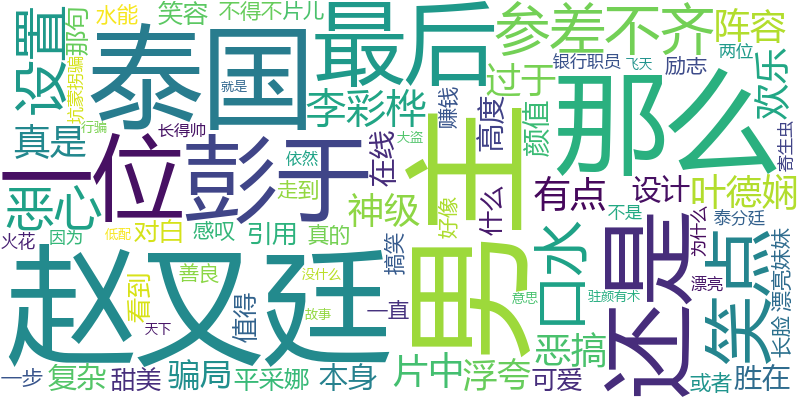 水能 笑容 不得不片儿 参差不齐 阵容
设置 坑蒙拐骗 那句 泰国 最后 银行职员 飞天 两位 励志
行骗 就是 李彩桦 赚钱 过于 高度 颜值 那么 欢乐
真是 长得帅 一位 彭于 大盗 在线 男主 寄生虫
恶心 依然 走到 神级 好像 什么 有点 设计 叶德娴
火花 因为 低配 对白 感叹 引用 真的 搞笑 不是 泰分廷 为什么
看到 善良 没什么 值得 赵又廷 口水 还是 笑点 漂亮 漂亮妹妹
天下 故事 一直 意思 恶搞 驻颜有术 长脸
一步 复杂 甜美 骗局 平采娜 本身 片中 浮夸 可爱 或者 胜在